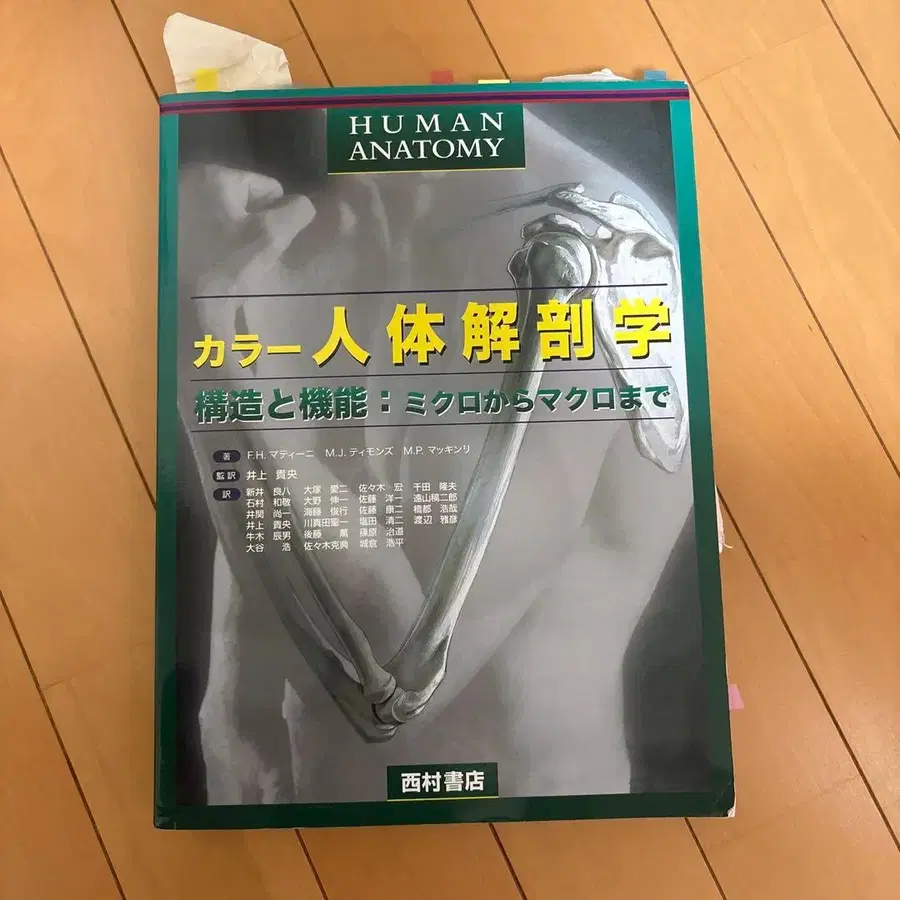 HUMAN
ANATOMY
カラー人体解剖学
構造と機能：ミクロからマクロまで
著 F.H. マティーニ M.J. ティモンズ M.P. マッキンリ
監訳 井上 貴央
訳 新井 良八 大塚 愛二 佐々木 宏 千田 隆夫
石村 和敬 大野 伸一 佐藤 洋一 遠山稿二郎
井関 尚一 海藤 俊行 佐藤 康二 橋都 浩哉
井上 貴央 川真田聖一 塩田 清二 渡辺 雅彦
牛木 辰男 後藤 薫 藤原 治道
大谷 浩 佐々木克典 城倉 浩平
西村書店